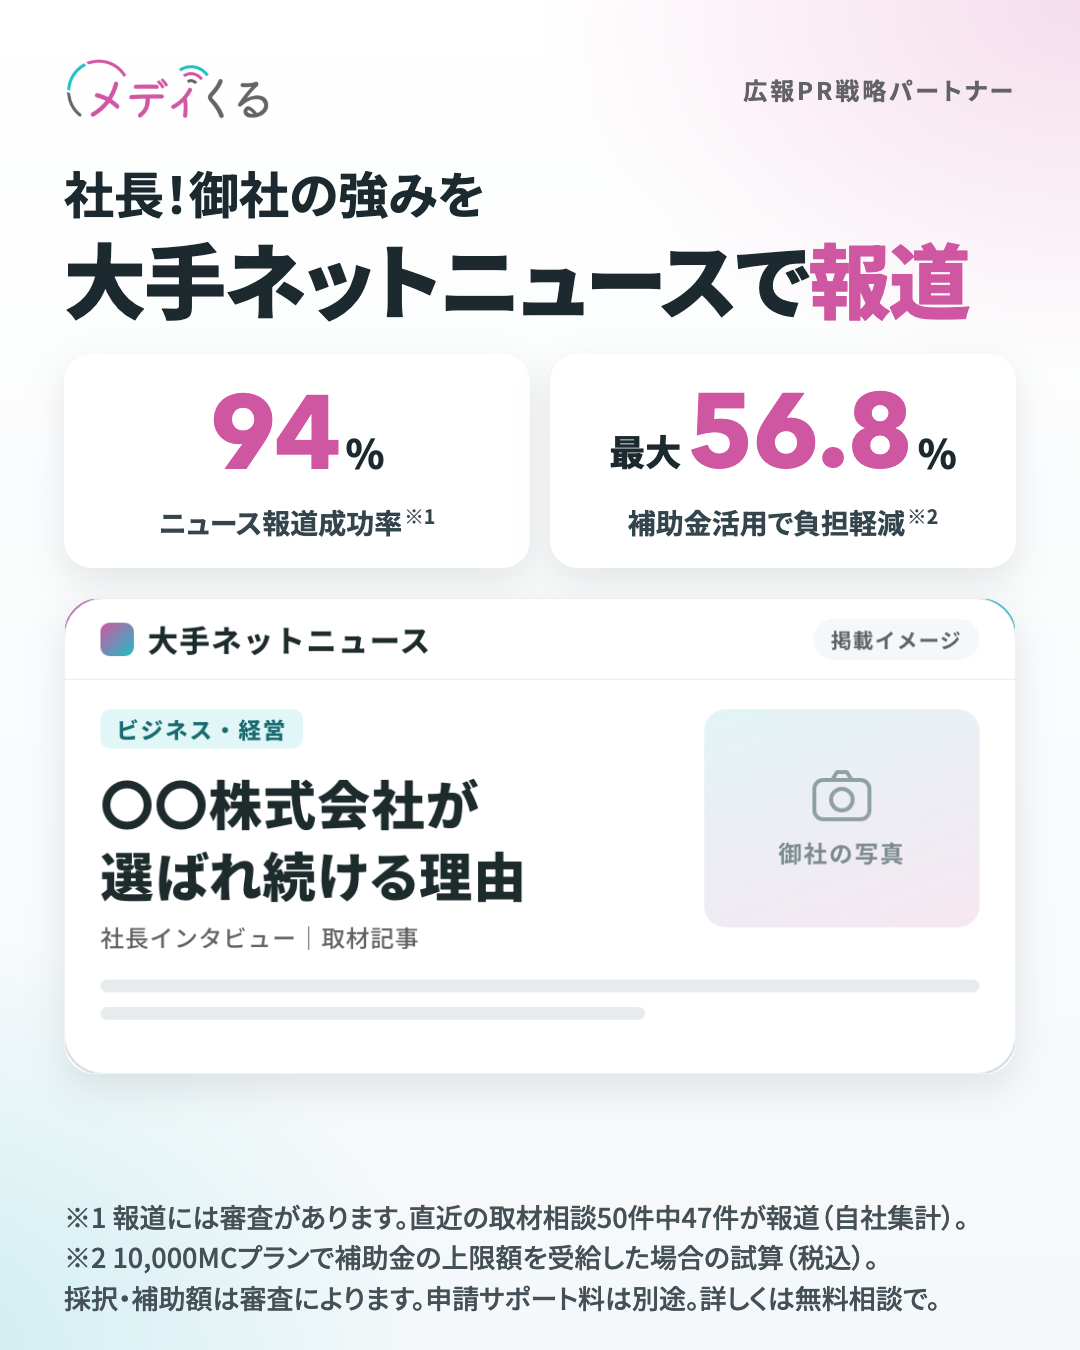 メディくる
広報PR戦略パートナー
社長！御社の強みを
大手ネットニュースで報道
94%
ニュース報道成功率※1
最大56.8%
補助金活用で負担軽減※2
大手ネットニュース
掲載イメージ
ビジネス・経営
〇〇株式会社が
選ばれ続ける理由
社長インタビュー｜取材記事
御社の写真
※1 報道には審査があります。直近の取材相談50件中47件が報道（自社集計）。
※2 10,000MCプランで補助金の上限額を受給した場合の試算（税込）。
採択・補助額は審査によります。申請サポート料は別途。詳しくは無料相談で。